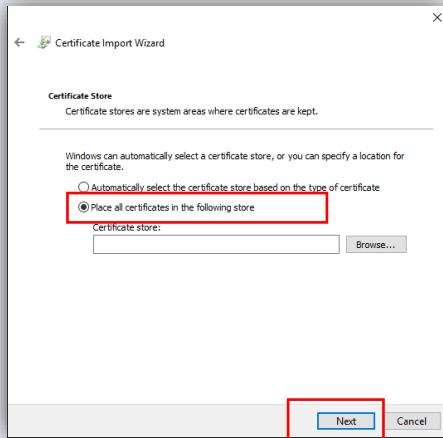 Certificate Import Wizard
Certificate Store
Certificate stores are system areas where certificates are kept.
Windows can automatically select a certificate store, or you can specify a location for
the certificate.
Automatically select the certificate store based on the type of certificate
Place all certificates in the following store
Certificate store:
Browse...
Next
Cancel